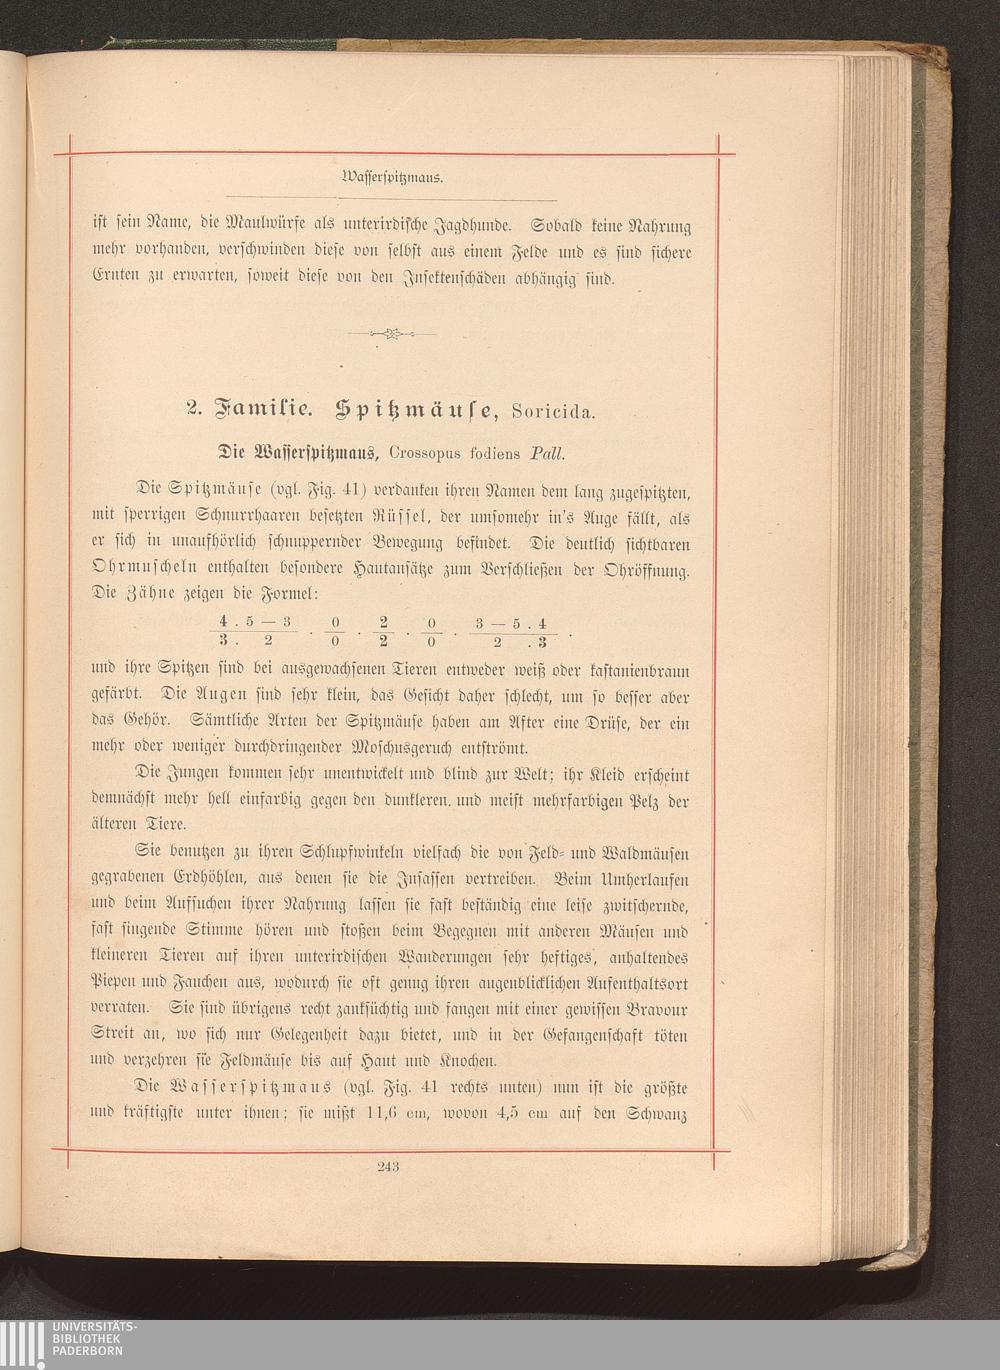 Wasserspitzmaus.
ist sein Name, die Maulwürfe als unterirdische Jagdhunde. Sobald keine Nahrung
mehr vorhanden, verschwinden diese von selbst aus einem Felde und es sind sichere
Ernten zu erwarten, soweit diese von den Insektenschäden abhängig sind.
2. Familie. Spitzmäuse, Soricida.
Die Wasserspitzmaus, Crossopus fodiens Pall.
Die Spitzmäuse (vgl. Fig. 41) verdanken ihren Namen dem lang zugespitzten,
mit sperrigen Schnurrhaaren besetzten Rüssel, der umsomehr in's Auge fällt, als
er sich in unaufhörlich schnuppernder Bewegung befindet. Die deutlich sichtbaren
Ohrmuscheln enthalten besondere Hautansätze zum Verschließen der Ohröffnung.
Die Zähne zeigen die Formel:
4 . 5 — 3   0   2   0   3 — 5 . 4
3 . 2 . 0 . 2 . 0 . 2 . 3 .
und ihre Spitzen sind bei ausgewachsenen Tieren entweder weiß oder kastanienbraun
gefärbt. Die Augen sind sehr klein, das Gesicht daher schlecht, um so besser aber
das Gehör. Sämtliche Arten der Spitzmäuse haben am After eine Drüse, der ein
mehr oder weniger durchdringender Moschusgeruch entströmt.
Die Jungen kommen sehr unentwickelt und blind zur Welt; ihr Kleid erscheint
demnächst mehr hell einfarbig gegen den dunkleren und meist mehrfarbigen Pelz der
älteren Tiere.
Sie benutzen zu ihren Schlupfwinkeln vielfach die von Feld- und Waldmäusen
gegrabenen Erdhöhlen, aus denen sie die Insassen vertreiben. Beim Umherlaufen
und beim Aufsuchen ihrer Nahrung lassen sie fast beständig eine leise zwitschernde,
fast singende Stimme hören und stoßen beim Begegnen mit anderen Mäusen und
kleineren Tieren auf ihren unterirdischen Wanderungen sehr heftiges, anhaltendes
Piepen und Fauchen aus, wodurch sie oft genug ihren augenblicklichen Aufenthaltsort
verraten. Sie sind übrigens recht zanksüchtig und fangen mit einer gewissen Bravour
Streit an, wo sich nur Gelegenheit dazu bietet, und in der Gefangenschaft töten
und verzehren sie Feldmäuse bis auf Haut und Knochen.
Die Wasserspitzmaus (vgl. Fig. 41 rechts unten) nun ist die größte
und kräftigste unter ihnen; sie mißt 11,6 cm, wovon 4,5 cm auf den Schwanz
243
UNIVERSITÄTS-
BIBLIOTHEK
PADERBORN